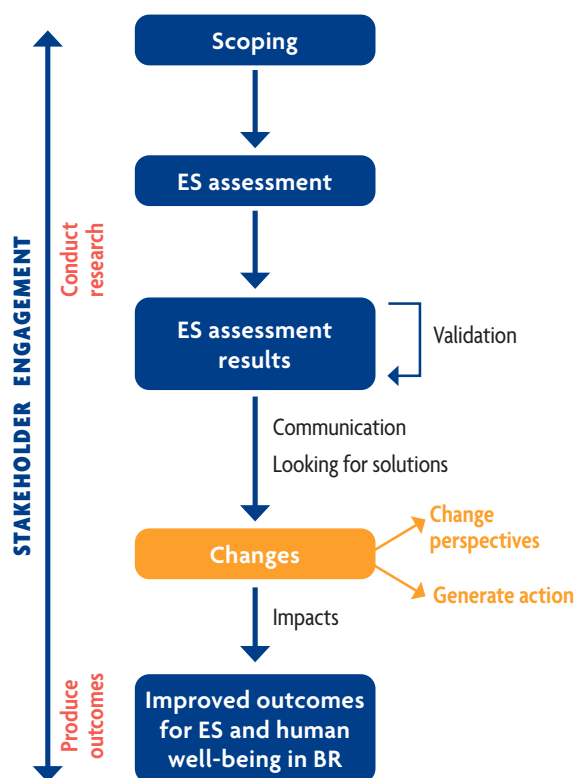 Scoping
ES assessment
STAKEHOLDER ENGAGEMENT
Conduct
research
ES assessment
results
Validation
Communication
Looking for solutions
Changes
Change
perspectives
Generate action
Impacts
Produce
outcomes
Improved outcomes
for ES and human
well-being in BR